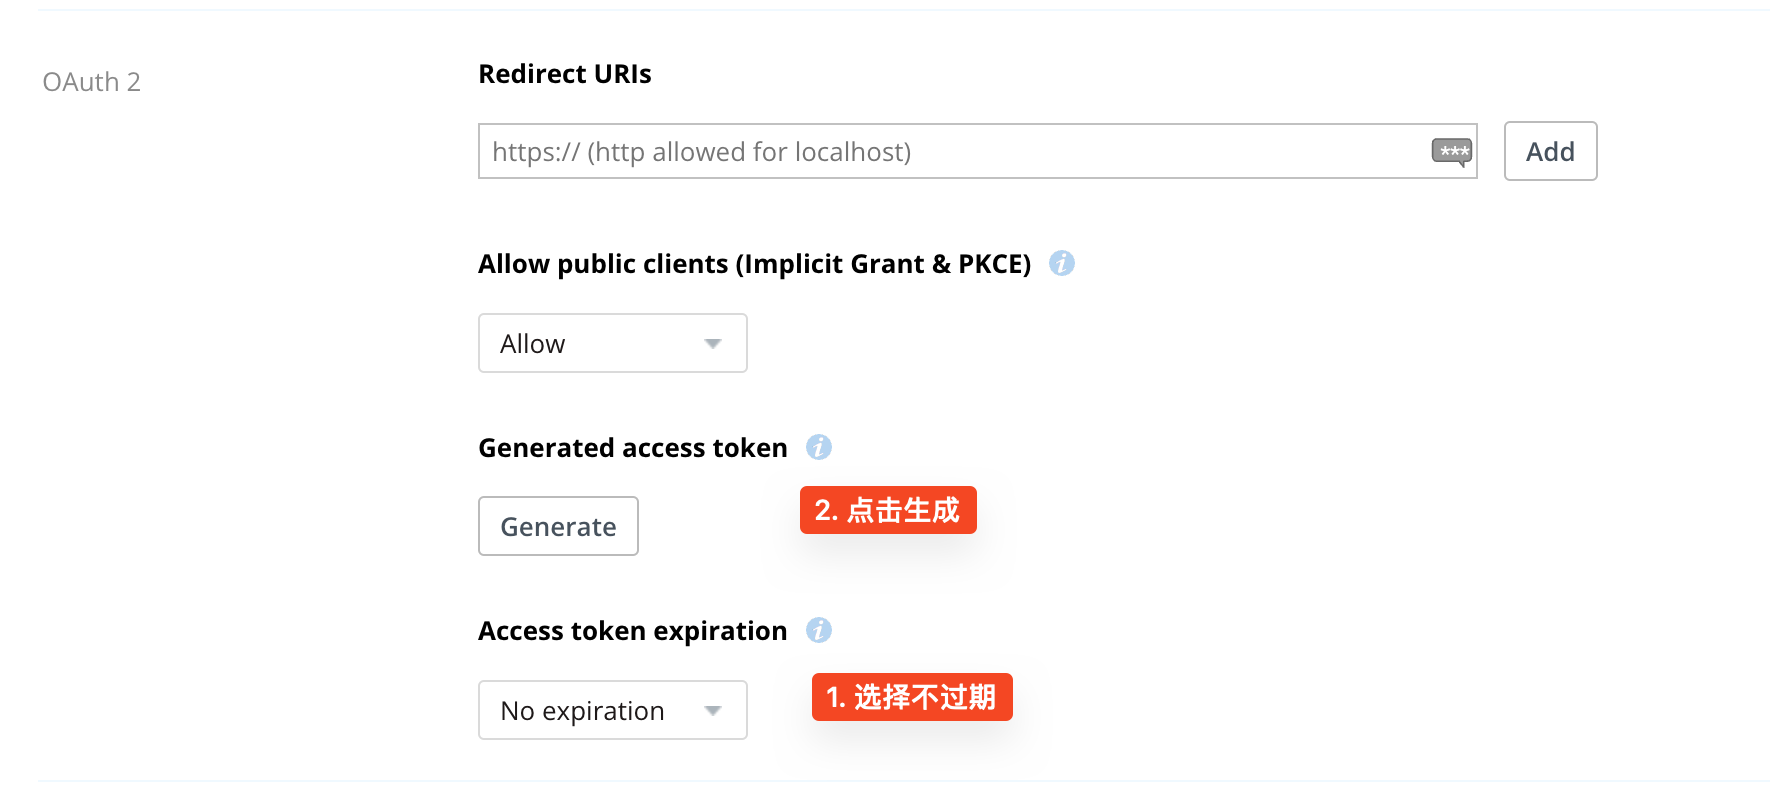 OAuth 2
Redirect URIs
https:// (http allowed for localhost)
***
Add
Allow public clients (Implicit Grant & PKCE)
i
Allow
Generated access token
i
Generate
2. 点击生成
Access token expiration
i
No expiration
1. 选择不过期